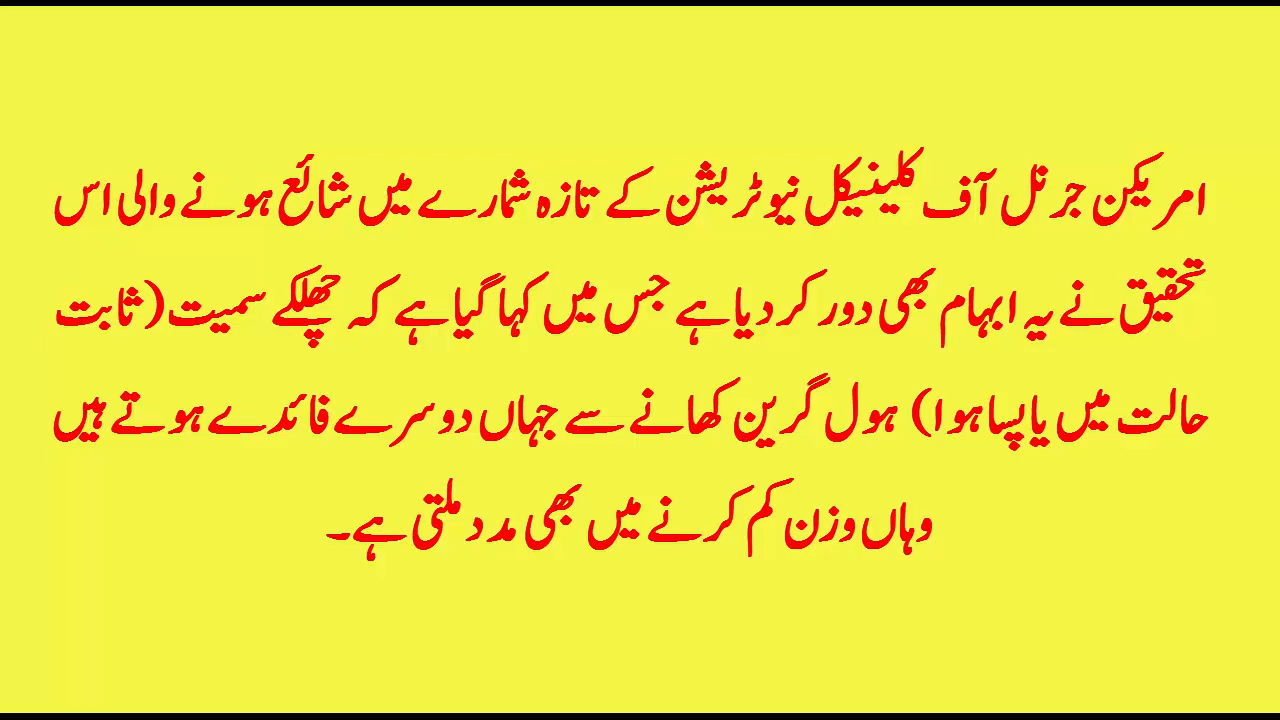 امریکن جرنل آف کلینیکل نیوٹریشن کے تازہ شمارے میں شائع ہونے والی اس
تحقیق نے یہ ابہام بھی دور کر دیا ہے جس میں کہا گیا ہے کہ چھلکے سمیت(ثابت
حالت میں یا پسا ہوا) ہول گرین کھانے سے جہاں دوسرے فائدے ہوتے ہیں
وہاں وزن کم کرنے میں بھی مدد ملتی ہے۔